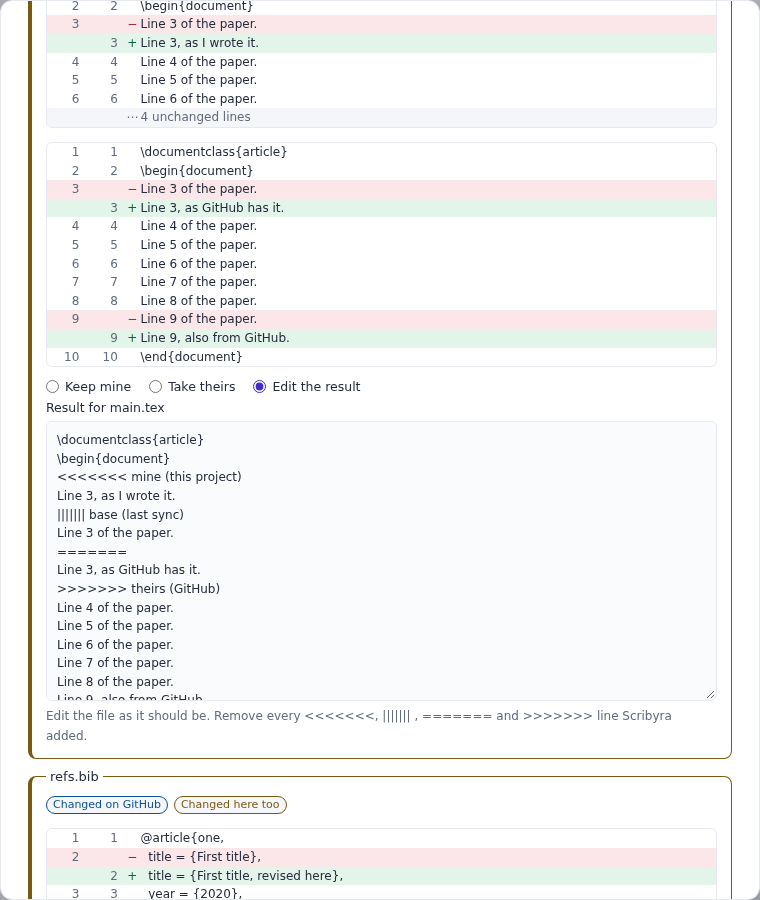 2 2 \begin{document}
3 − Line 3 of the paper.
3 + Line 3, as I wrote it.
4 4 Line 4 of the paper.
5 5 Line 5 of the paper.
6 6 Line 6 of the paper.
⋯ 4 unchanged lines
1 1 \documentclass{article}
2 2 \begin{document}
3 − Line 3 of the paper.
3 + Line 3, as GitHub has it.
4 4 Line 4 of the paper.
5 5 Line 5 of the paper.
6 6 Line 6 of the paper.
7 7 Line 7 of the paper.
8 8 Line 8 of the paper.
9 − Line 9 of the paper.
9 + Line 9, also from GitHub.
10 10 \end{document}
Keep mine Take theirs Edit the result
Result for main.tex
\documentclass{article}
\begin{document}
<<<<<<< mine (this project)
Line 3, as I wrote it.
||||||| base (last sync)
Line 3 of the paper.
=======
Line 3, as GitHub has it.
>>>>>>> theirs (GitHub)
Line 4 of the paper.
Line 5 of the paper.
Line 6 of the paper.
Line 7 of the paper.
Line 8 of the paper.
Line 9, also from GitHub.
Edit the file as it should be. Remove every <<<<<<<, ||||||| , ======= and >>>>>>> line Scribyra
added.
refs.bib
Changed on GitHub Changed here too
1 1 @article{one,
2 − title = {First title},
2 + title = {First title, revised here},
3 3 year = {2020},